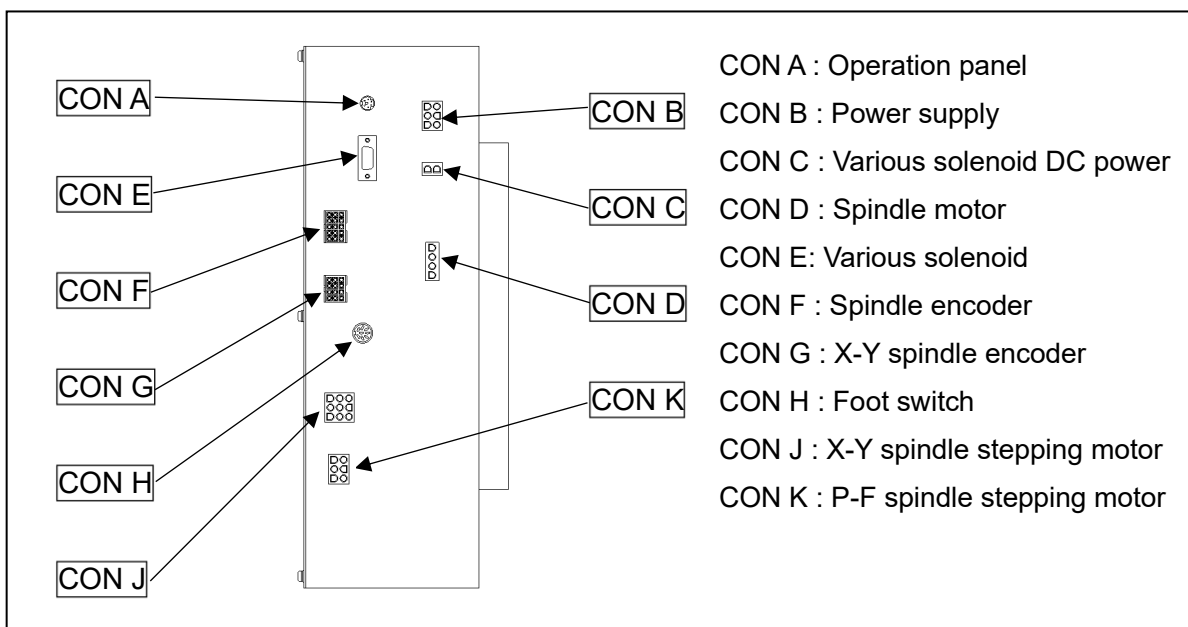 CON A
CON E
CON F
CON G
CON H
CON J
CON B
CON C
CON D
CON K
CON A : Operation panel
CON B : Power supply
CON C : Various solenoid DC power
CON D : Spindle motor
CON E: Various solenoid
CON F : Spindle encoder
CON G : X-Y spindle encoder
CON H : Foot switch
CON J : X-Y spindle stepping motor
CON K : P-F spindle stepping motor